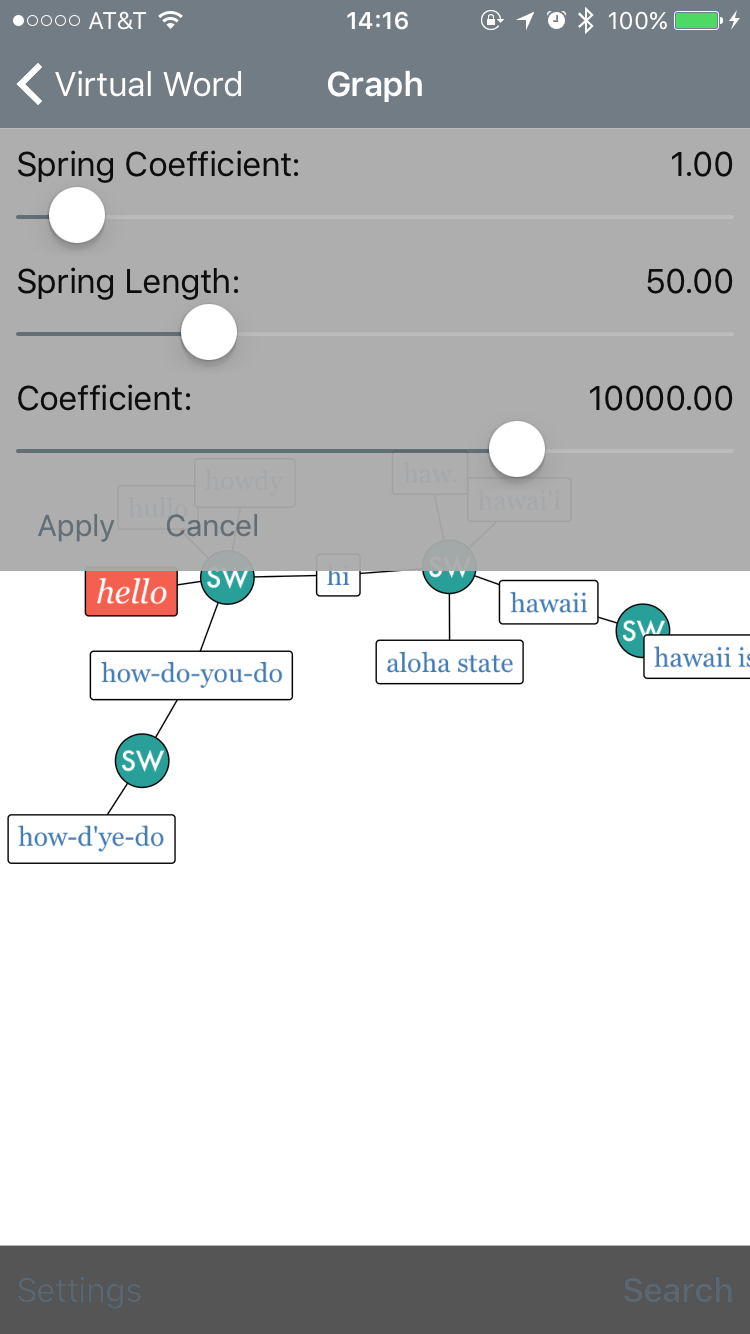 AT&T 14:16 100%
Virtual Word Graph
Spring Coefficient: 1.00
Spring Length: 50.00
Coefficient: 10000.00
howdy haw.
hullo hawai'i
Apply Cancel
hello SW hi SW
hawaii
SW
how-do-you-do aloha state hawaii is
SW
how-d'ye-do
Settings Search